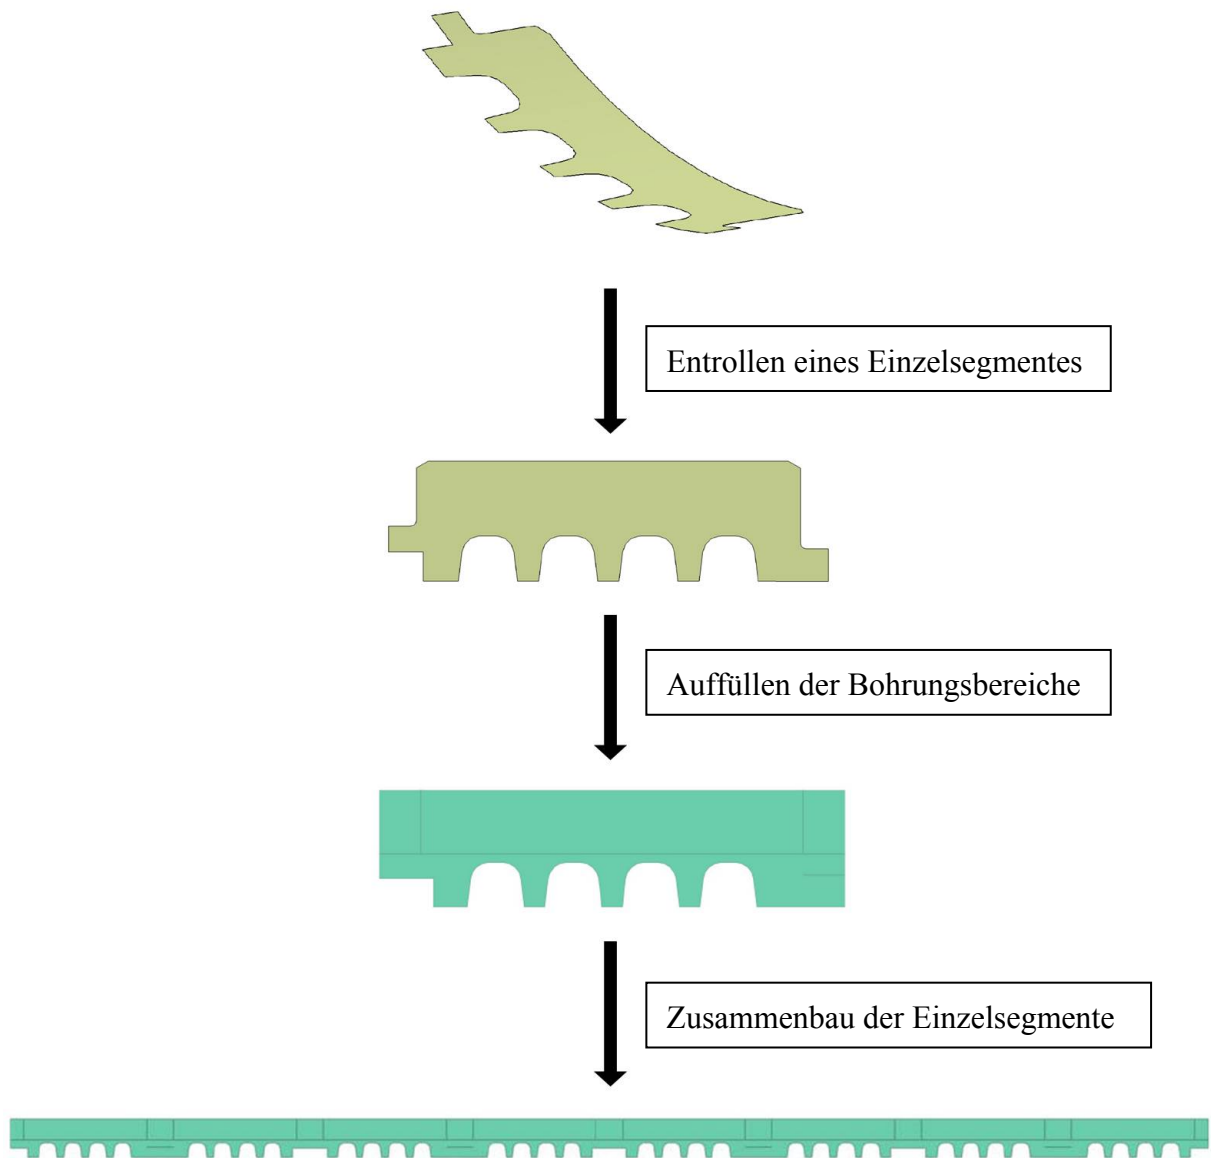 Entrollen eines Einzelsegmentes
Auffüllen der Bohrungsbereiche
Zusammenbau der Einzelsegmente